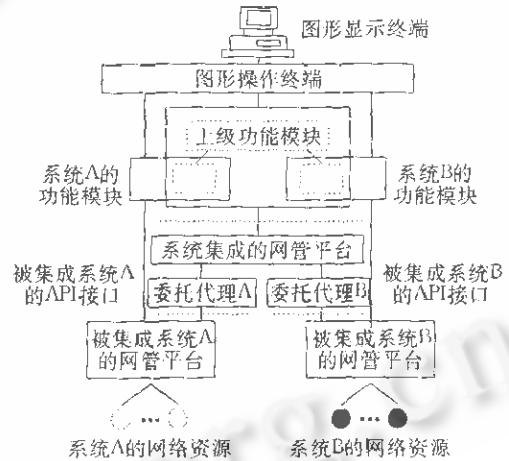 图形显示终端
图形操作终端
上级功能模块
系统A的
功能模块
系统B的
功能模块
系统集成的网管平台
被集成系统A
的API接口
委托代理A
委托代理B
被集成系统B
的API接口
被集成系统A
的网管平台
被集成系统B
的网管平台
系统A的网络资源
系统B的网络资源